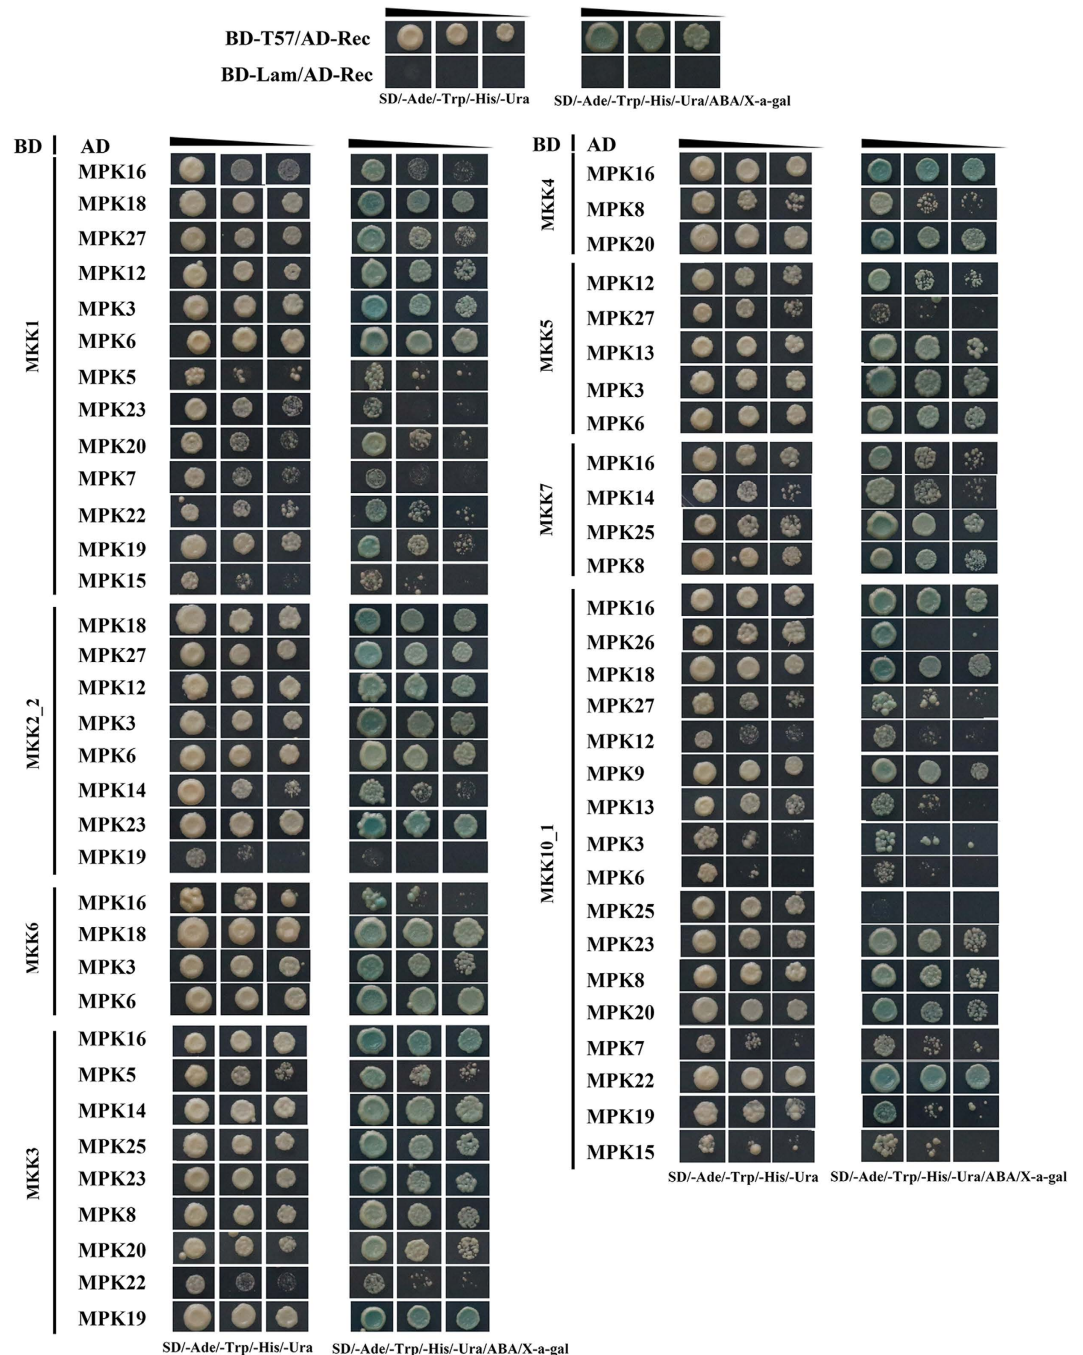 BD-T57/AD-Rec
BD-Lam/AD-Rec
SD/-Ade/-Trp/-His/-Ura
SD/-Ade/-Trp/-His/-Ura/ABA/X-a-gal
BD AD
MKK1
MPK16
MPK18
MPK27
MPK12
MPK3
MPK6
MPK5
MPK23
MPK20
MPK7
MPK22
MPK19
MPK15
MKK2_2
MPK18
MPK27
MPK12
MPK3
MPK6
MPK14
MPK23
MPK19
MKK6
MPK16
MPK18
MPK3
MPK6
MKK3
MPK16
MPK5
MPK14
MPK25
MPK23
MPK8
MPK20
MPK22
MPK19
SD/-Ade/-Trp/-His/-Ura
SD/-Ade/-Trp/-His/-Ura/ABA/X-a-gal
BD AD
MKK4
MPK16
MPK8
MPK20
MKK5
MPK12
MPK27
MPK13
MPK3
MPK6
MKK7
MPK16
MPK14
MPK25
MPK8
MKK10_1
MPK16
MPK26
MPK18
MPK27
MPK12
MPK9
MPK13
MPK3
MPK6
MPK25
MPK23
MPK8
MPK20
MPK7
MPK22
MPK19
MPK15
SD/-Ade/-Trp/-His/-Ura
SD/-Ade/-Trp/-His/-Ura/ABA/X-a-gal